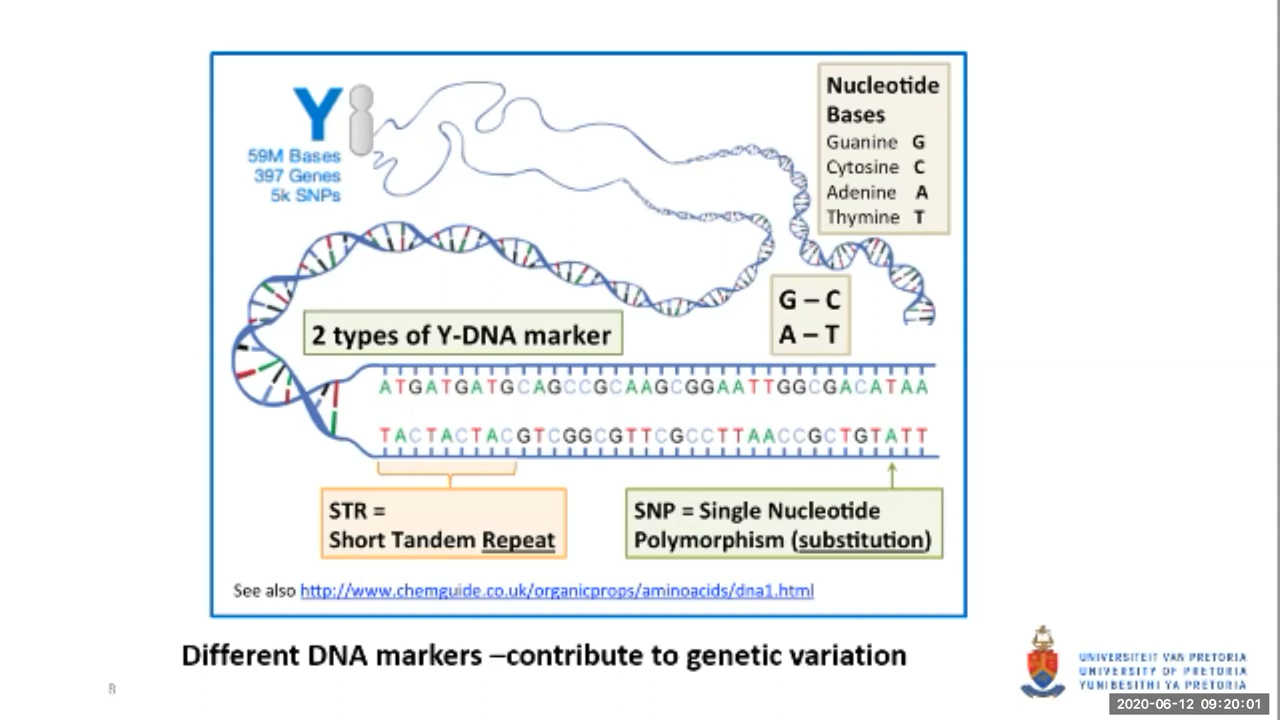 Y
59M Bases
397 Genes
5k SNPs
Nucleotide
Bases
Guanine G
Cytosine C
Adenine A
Thymine T
G – C
A – T
2 types of Y-DNA marker
ATGATGATGCAGCCGCAAGCGGAATTGGCGACATAA
TACTACTACGTCGGCGTTCGCCTTAACCGCTGTATT
STR =
Short Tandem Repeat
SNP = Single Nucleotide
Polymorphism (substitution)
See also http://www.chemguide.co.uk/organicprops/aminoacids/dna1.html
Different DNA markers –contribute to genetic variation
8
UNIVERSITEIT VAN PRETORIA
UNIVERSITY OF PRETORIA
YUNIBESITHI YA PRETORIA
2020-06-12 09:20:01